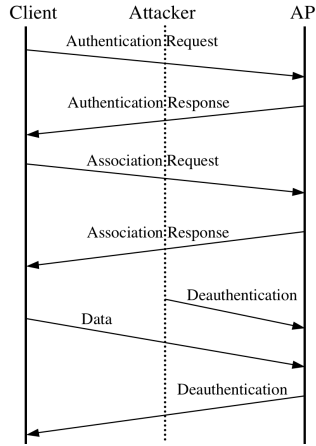 Client Attacker AP
Authentication Request
Authentication Response
Association Request
Association Response
Deauthentication
Data
Deauthentication